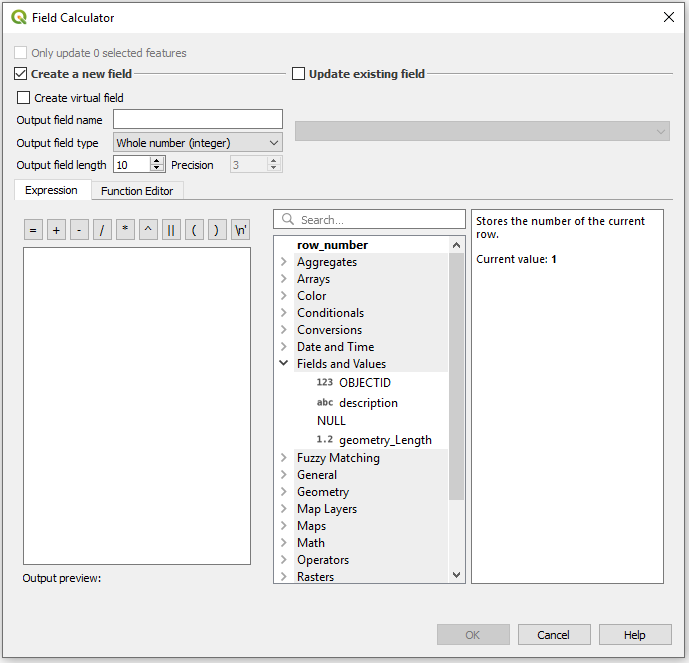 Field Calculator
Only update 0 selected features
Create a new field
Update existing field
Create virtual field
Output field name
Output field type Whole number (integer)
Output field length 10 Precision 3
Expression Function Editor
= + - / * ^ || ( ) '\n'
Search...
row_number
Aggregates
Arrays
Color
Conditionals
Conversions
Date and Time
Fields and Values
123 OBJECTID
abc description
NULL
1.2 geometry_Length
Fuzzy Matching
General
Geometry
Map Layers
Maps
Math
Operators
Rasters
Stores the number of the current
row.
Current value: 1
Output preview:
OK Cancel Help